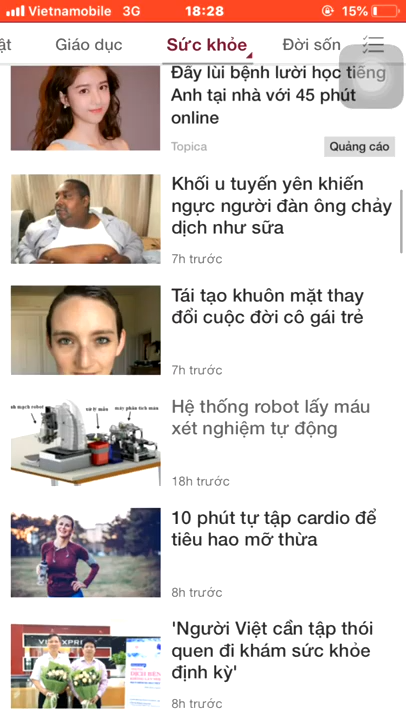 Vietnamobile 3G 18:28 15%
ật Giáo dục Sức khỏe Đời sốn
Đẩy lùi bệnh lười học tiếng
Anh tại nhà với 45 phút
online
Topica Quảng cáo
Khối u tuyến yên khiến
ngực người đàn ông chảy
dịch như sữa
7h trước
Tái tạo khuôn mặt thay
đổi cuộc đời cô gái trẻ
7h trước
Hệ thống robot lấy máu
xét nghiệm tự động
18h trước
10 phút tự tập cardio để
tiêu hao mỡ thừa
8h trước
'Người Việt cần tập thói
quen đi khám sức khỏe
định kỳ'
8h trước